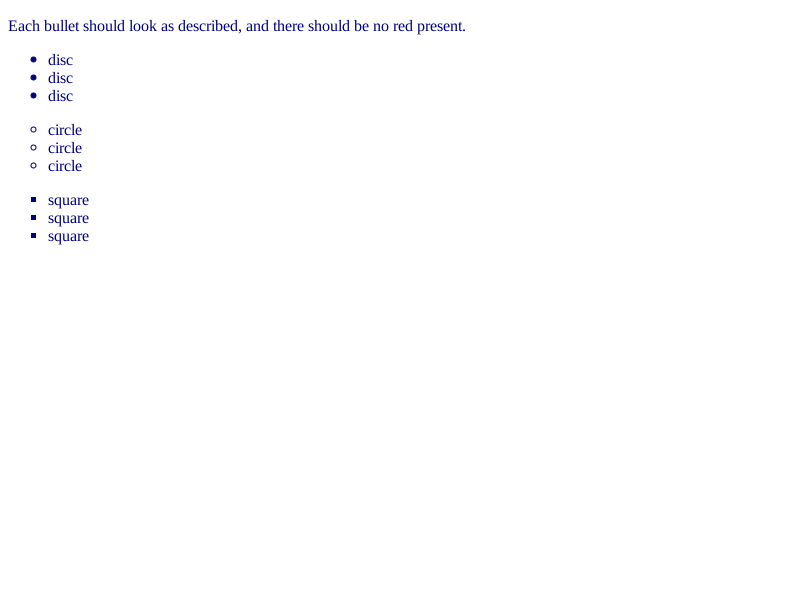 Each bullet should look as described, and there should be no red present.
disc
disc
disc
circle
circle
circle
square
square
square